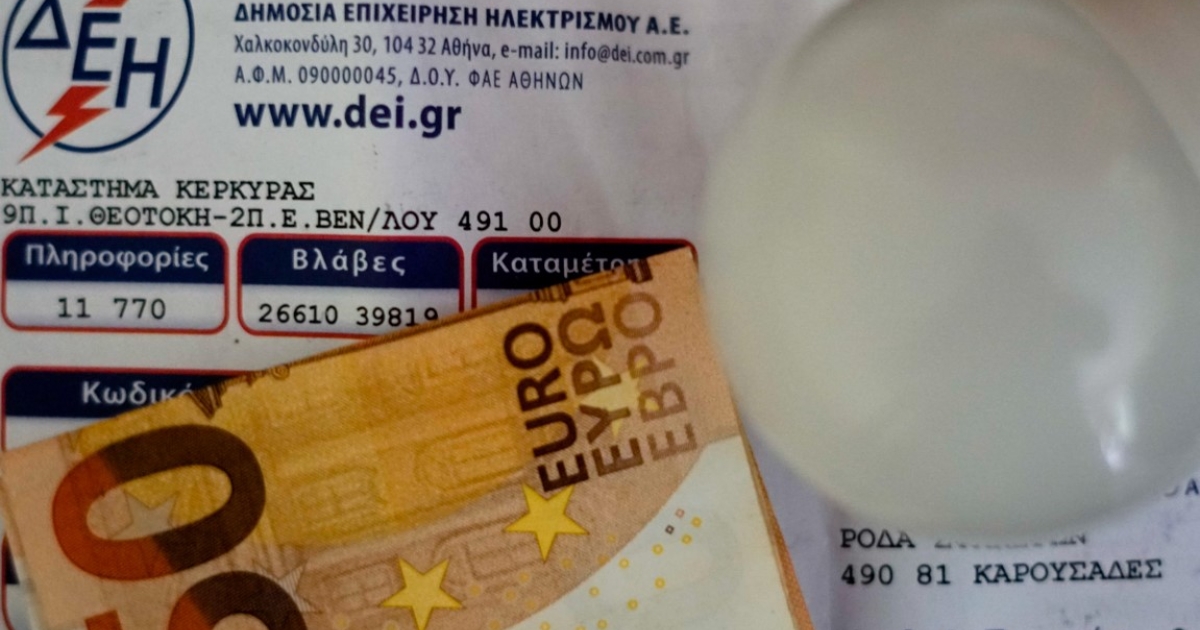 ΔΕΗ
ΔΗΜΟΣΙΑ ΕΠΙΧΕΙΡΗΣΗ ΗΛΕΚΤΡΙΣΜΟΥ Α.Ε.
Χαλκοκονδύλη 30, 104 32 Αθήνα, e-mail: info@dei.com.gr
Α.Φ.Μ. 090000045, Δ.Ο.Υ. ΦΑΕ ΑΘΗΝΩΝ
www.dei.gr
ΚΑΤΑΣΤΗΜΑ ΚΕΡΚΥΡΑΣ
9Π.Ι.ΘΕΟΤΟΚΗ-2Π.Ε.ΒΕΝ/ΛΟΥ 491 00
Πληροφορίες Βλάβες
11 770 26610 39819
EURO
ΕΥΡΩ
ЕВРО
50
ΡΟΔΑ
490 81 ΚΑΡΟΥΣΑΔΕΣ